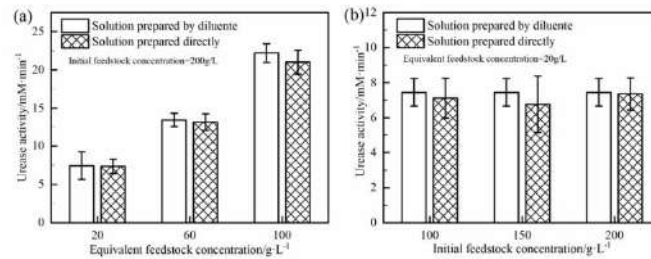 (a)
Solution prepared by diluente
Solution prepared directly
Initial feedstock concentration=200g/L
Urease activity/mM·min-1
25
20
15
10
5
0
20 60 100
Equivalent feedstock concentration/g·L-1
(b)
Solution prepared by diluente
Solution prepared directly
Equivalent feedstock concentration=20g/L
Urease activity/mM·min-1
12
10
8
6
4
2
0
100 150 200
Initial feedstock concentration/g·L-1